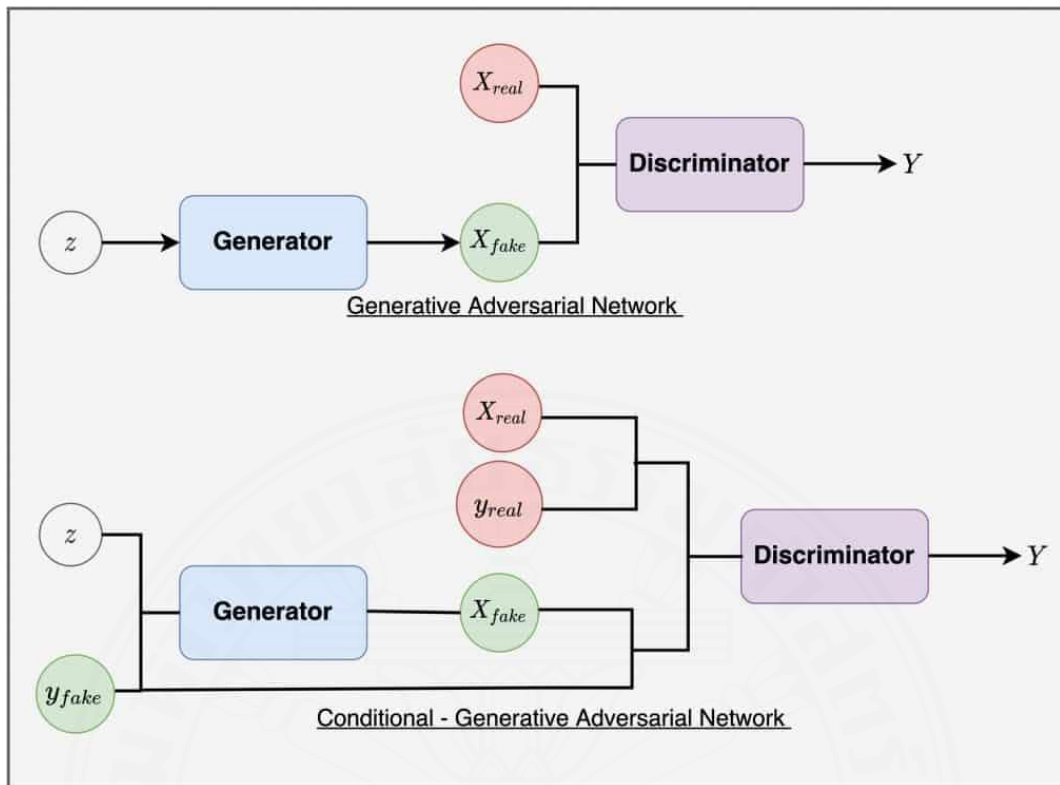 X_real
Discriminator
Y
z
Generator
X_fake
Generative Adversarial Network
X_real
y_real
z
Discriminator
Y
Generator
X_fake
y_fake
Conditional - Generative Adversarial Network